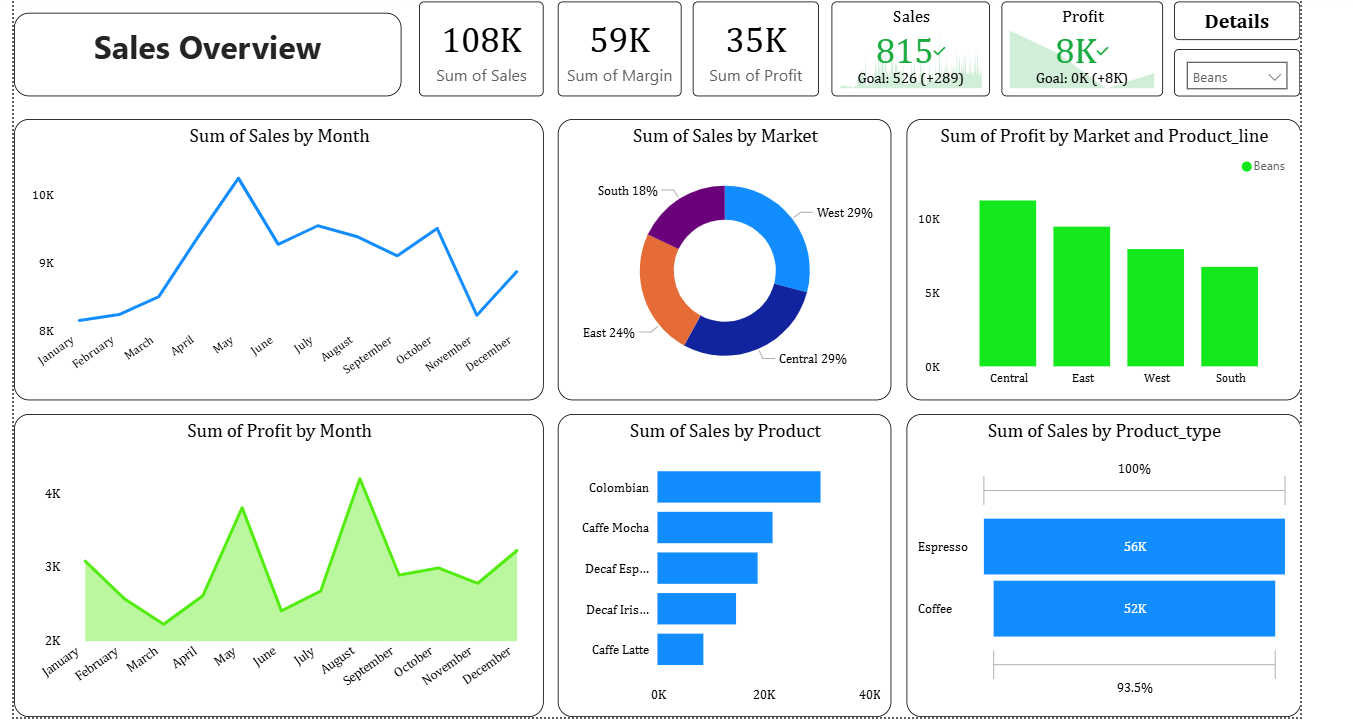 Sales Overview
108K
Sum of Sales
59K
Sum of Margin
35K
Sum of Profit
Sales
815
Goal: 526 (+289)
Profit
8K
Goal: 0K (+8K)
Details
Beans
Sum of Sales by Month
10K
9K
8K
January
February
March
April
May
June
July
August
September
October
November
December
Sum of Sales by Market
South 18%
West 29%
East 24%
Central 29%
Sum of Profit by Market and Product_line
Beans
10K
5K
0K
Central
East
West
South
Sum of Profit by Month
4K
3K
2K
January
February
March
April
May
June
July
August
September
October
November
December
Sum of Sales by Product
Colombian
Caffe Mocha
Decaf Esp...
Decaf Iris...
Caffe Latte
0K
20K
40K
Sum of Sales by Product_type
100%
Espresso
56K
Coffee
52K
93.5%